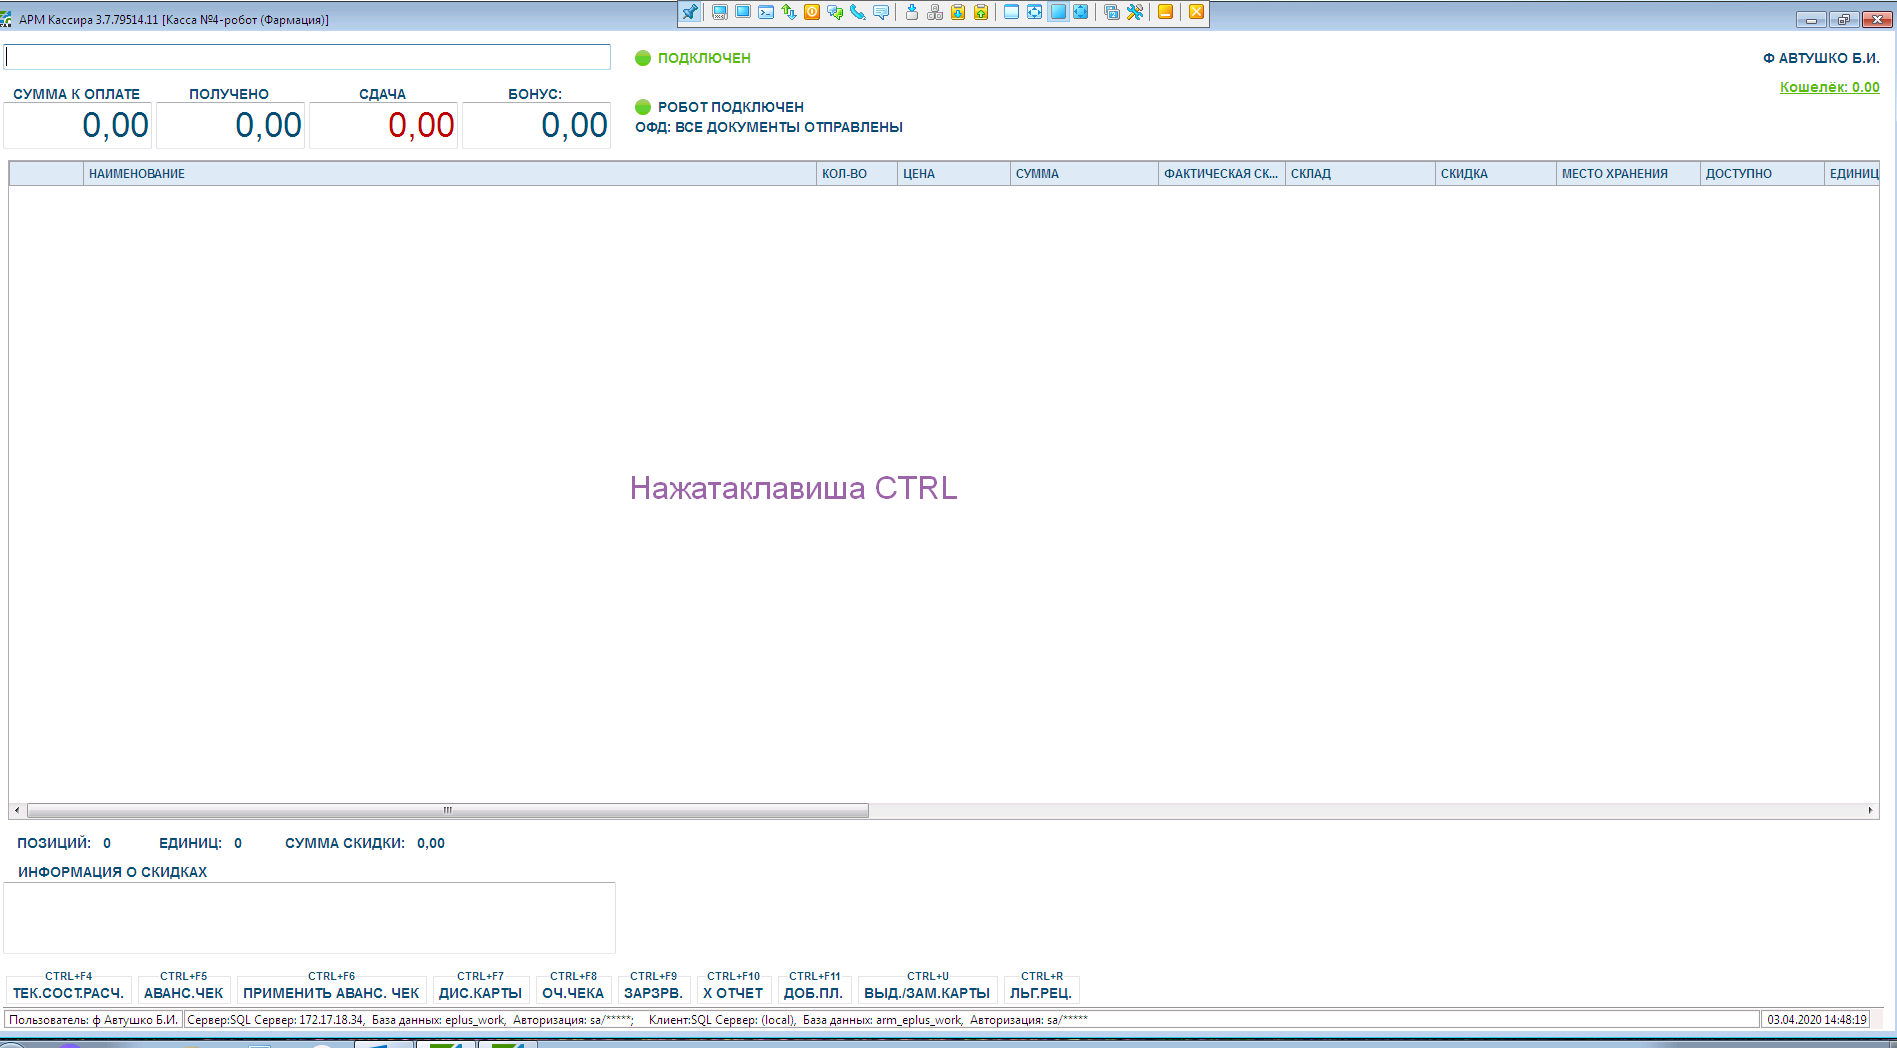 АРМ Кассира 3.7.79514.11 [Касса №4-робот (Фармация)]
ПОДКЛЮЧЕН
Ф АВТУШКО Б.И.
Кошелёк: 0.00
СУММА К ОПЛАТЕ ПОЛУЧЕНО СДАЧА БОНУС:
0,00 0,00 0,00 0,00
РОБОТ ПОДКЛЮЧЕН
ОФД: ВСЕ ДОКУМЕНТЫ ОТПРАВЛЕНЫ
НАИМЕНОВАНИЕ КОЛ-ВО ЦЕНА СУММА ФАКТИЧЕСКАЯ СК... СКЛАД СКИДКА МЕСТО ХРАНЕНИЯ ДОСТУПНО ЕДИНИЦ
Нажатаклавиша CTRL
ПОЗИЦИЙ: 0 ЕДИНИЦ: 0 СУММА СКИДКИ: 0,00
ИНФОРМАЦИЯ О СКИДКАХ
CTRL+F4 CTRL+F5 CTRL+F6 CTRL+F7 CTRL+F8 CTRL+F9 CTRL+F10 CTRL+F11 CTRL+U CTRL+R
ТЕК.СОСТ.РАСЧ. АВАНС.ЧЕК ПРИМЕНИТЬ АВАНС. ЧЕК ДИС.КАРТЫ ОЧ.ЧЕКА ЗАРЗРВ. X ОТЧЕТ ДОБ.ПЛ. ВЫД./ЗАМ.КАРТЫ ЛЬГ.РЕЦ.
Пользователь: ф Автушко Б.И. Сервер:SQL Сервер: 172.17.18.34, База данных: eplus_work, Авторизация: sa/*****; Клиент:SQL Сервер: (local), База данных: arm_eplus_work, Авторизация: sa/***** 03.04.2020 14:48:19